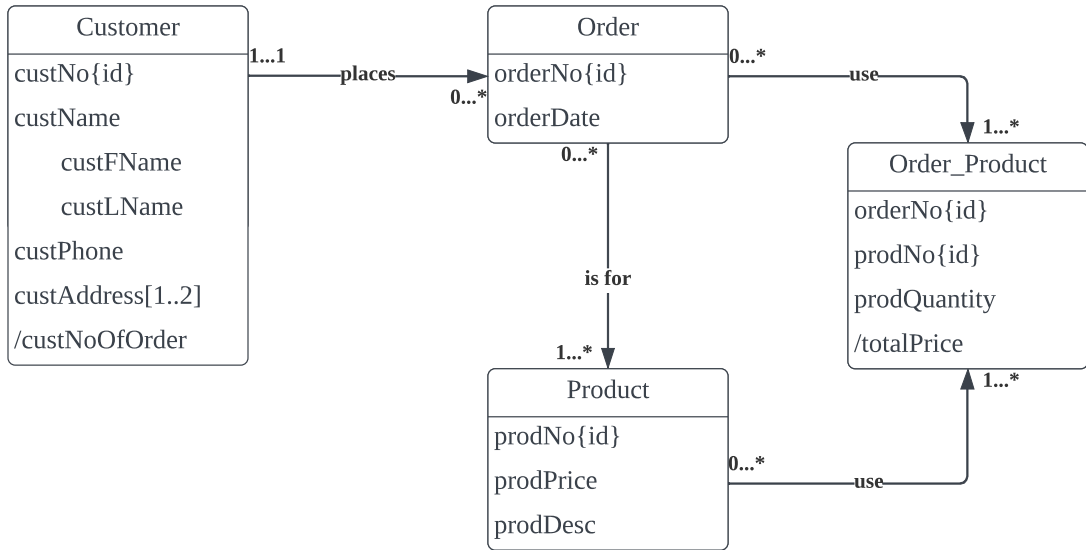 Customer
custNo{id}
custName
custFName
custLName
custPhone
custAddress[1..2]
/custNoOfOrder
1...1
places
0...*
Order
orderNo{id}
orderDate
0...*
use
1...*
0...*
is for
1...*
Order_Product
orderNo{id}
prodNo{id}
prodQuantity
/totalPrice
1...*
Product
prodNo{id}
prodPrice
prodDesc
0...*
use